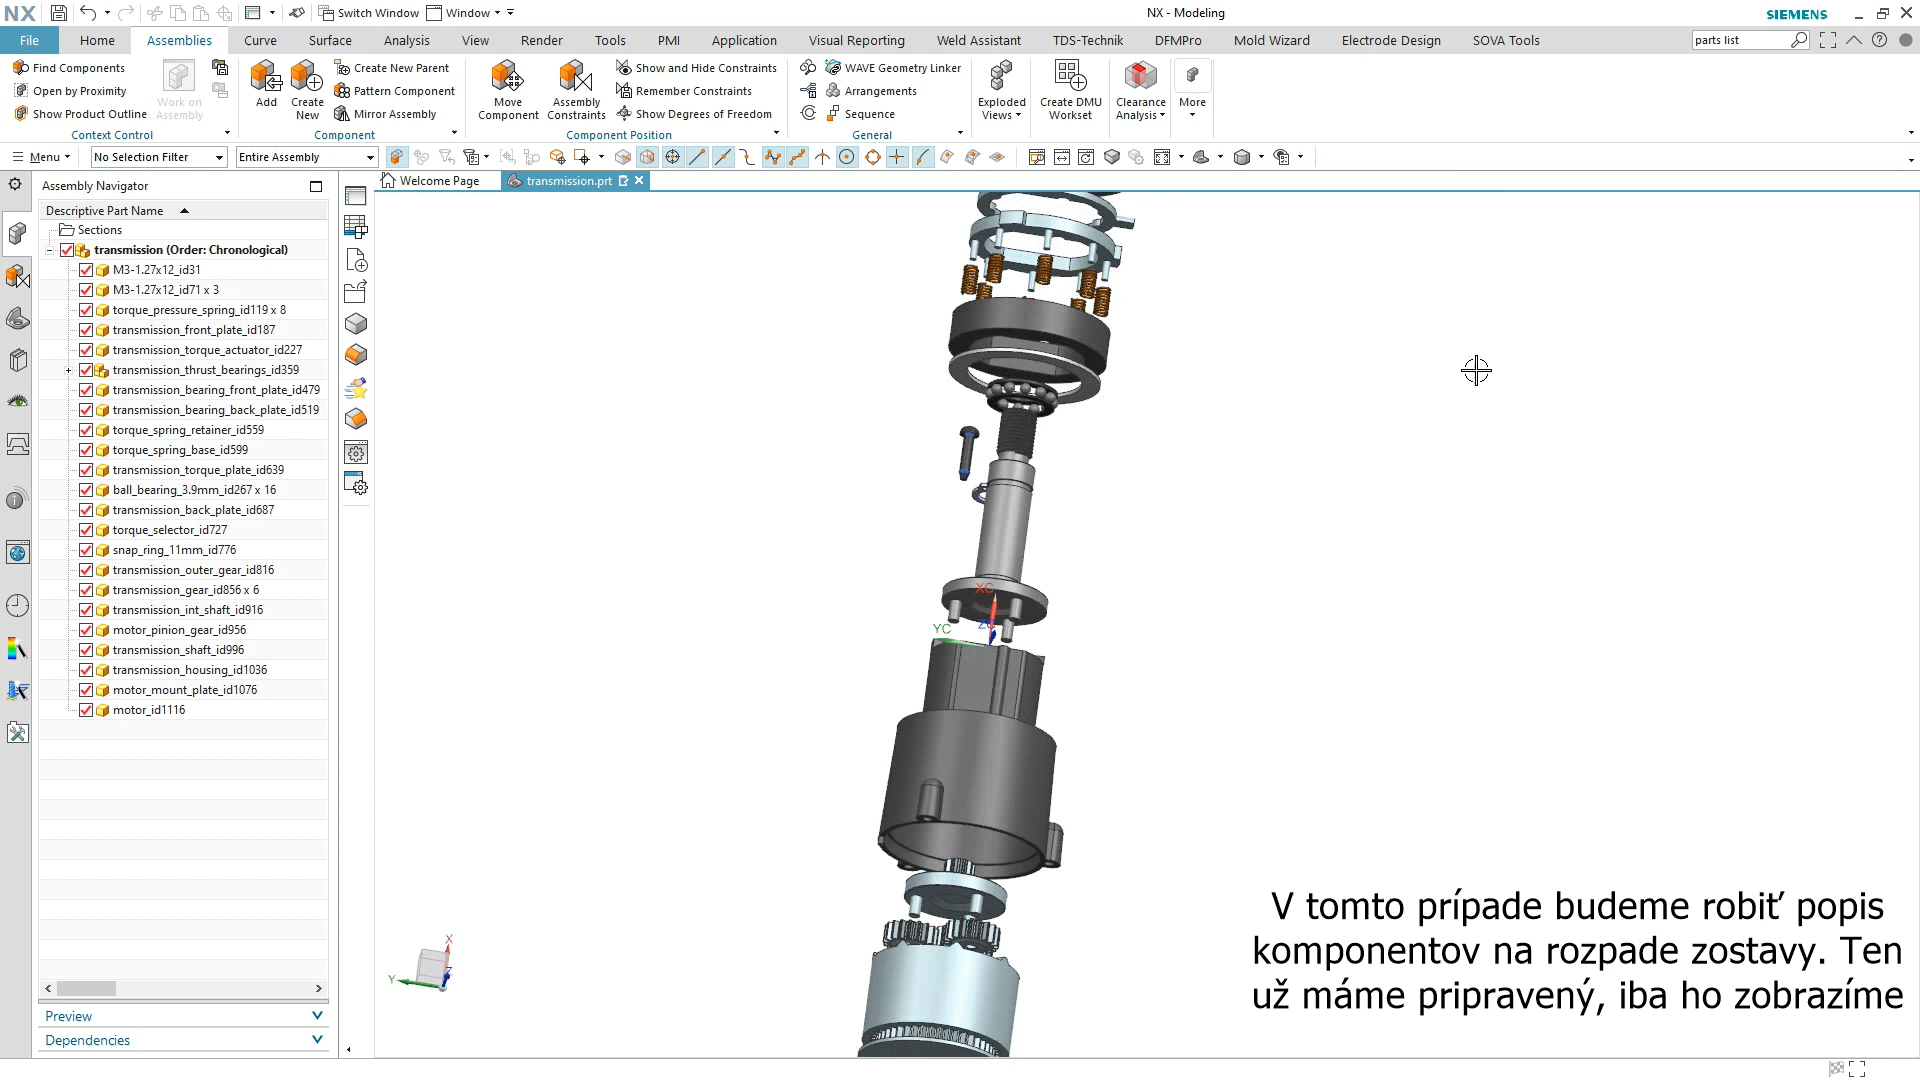 NX
Switch Window
Window
NX - Modeling
SIEMENS
File
Home
Assemblies
Curve
Surface
Analysis
View
Render
Tools
PMI
Application
Visual Reporting
Weld Assistant
TDS-Technik
DFMPro
Mold Wizard
Electrode Design
SOVA Tools
parts list
Find Components
Open by Proximity
Show Product Outline
Work on
Assembly
Context Control
Add
Create
New
Create New Parent
Pattern Component
Mirror Assembly
Component
Move
Component
Assembly
Constraints
Show and Hide Constraints
Remember Constraints
Show Degrees of Freedom
Component Position
WAVE Geometry Linker
Arrangements
Sequence
General
Exploded
Views
Create DMU
Workset
Clearance
Analysis
More
Menu
No Selection Filter
Entire Assembly
Assembly Navigator
Welcome Page
transmission.prt
Descriptive Part Name
Sections
transmission (Order: Chronological)
M3-1.27x12_id31
M3-1.27x12_id71 x 3
torque_pressure_spring_id119 x 8
transmission_front_plate_id187
transmission_torque_actuator_id227
transmission_thrust_bearings_id359
transmission_bearing_front_plate_id479
transmission_bearing_back_plate_id519
torque_spring_retainer_id559
torque_spring_base_id599
transmission_torque_plate_id639
ball_bearing_3.9mm_id267 x 16
transmission_back_plate_id687
torque_selector_id727
snap_ring_11mm_id776
transmission_outer_gear_id816
transmission_gear_id856 x 6
transmission_int_shaft_id916
motor_pinion_gear_id956
transmission_shaft_id996
transmission_housing_id1036
motor_mount_plate_id1076
motor_id1116
Preview
Dependencies
XC
YC
ZC
X
Y
Z
V tomto prípade budeme robiť popis
komponentov na rozpade zostavy. Ten
už máme pripravený, iba ho zobrazíme